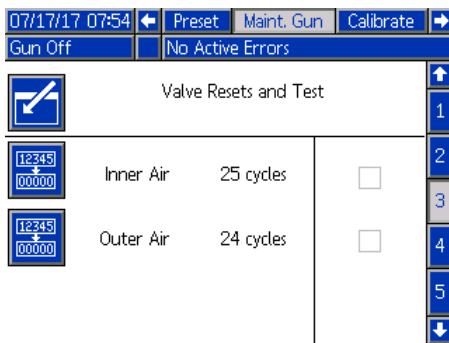 07/17/17 07:54 Preset Maint. Gun Calibrate
Gun Off No Active Errors
Valve Resets and Test
1
12345
00000
Inner Air 25 cycles
2
3
12345
00000
Outer Air 24 cycles
4
5